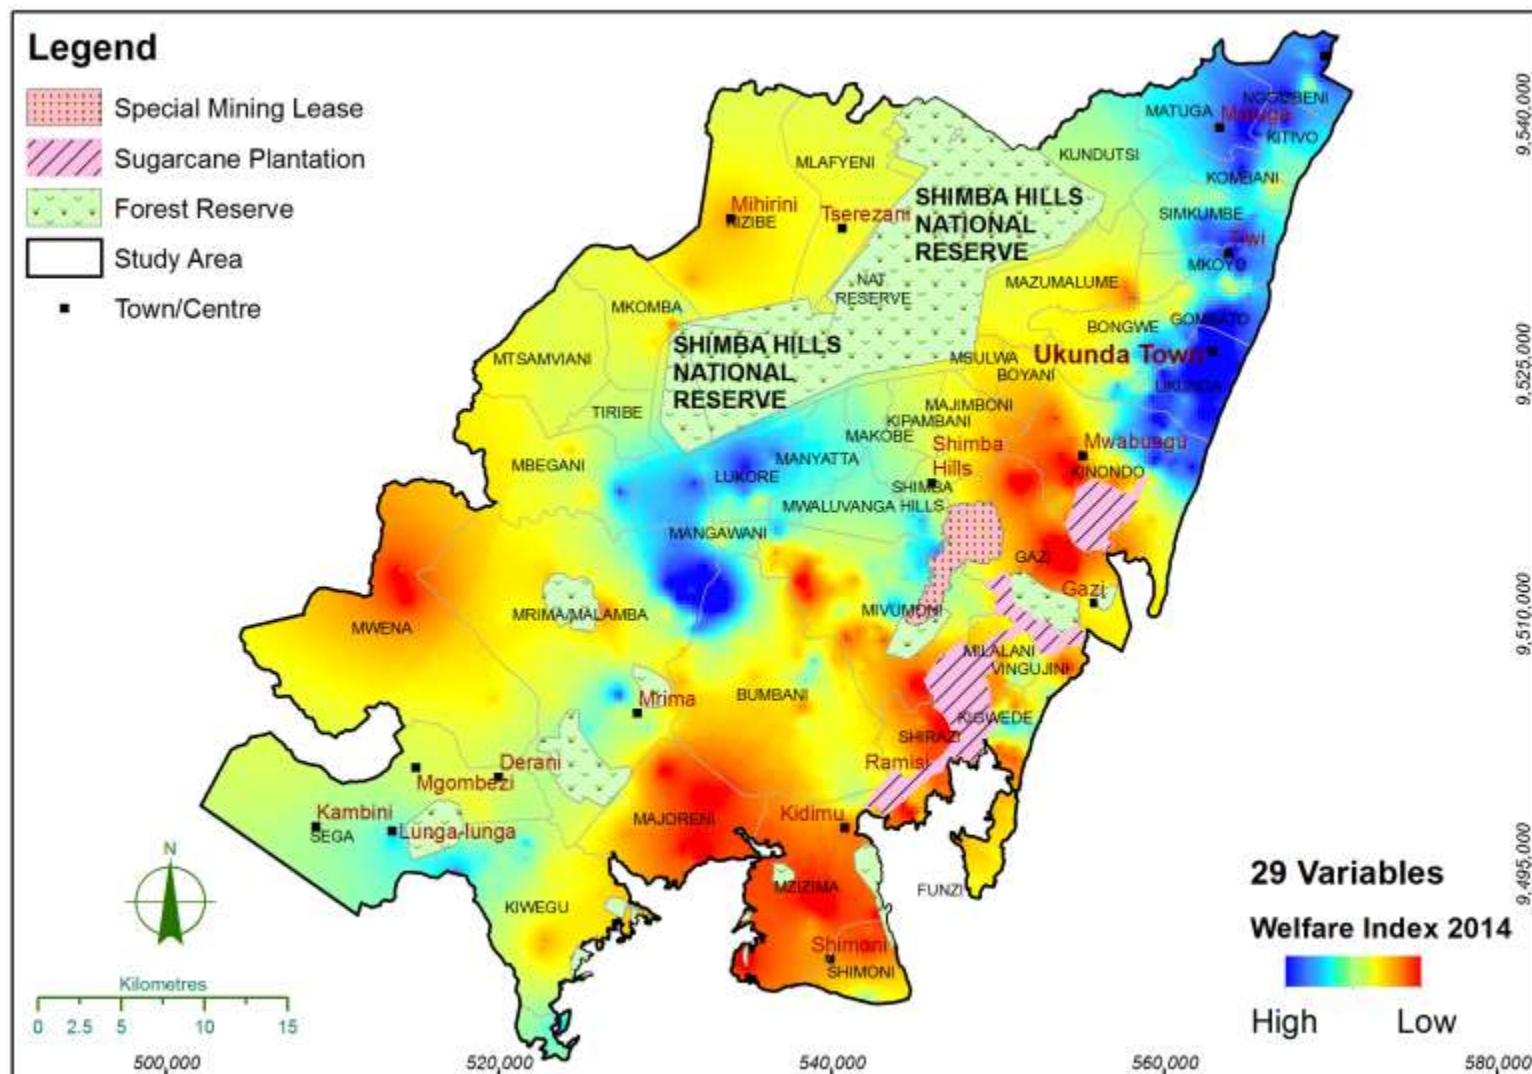 Legend
Special Mining Lease
Sugarcane Plantation
Forest Reserve
Study Area
Town/Centre
NGOMBENI
MATUGA
Matuga
KITIVO
MLAFYENI
KUNDUTSI
KOMBANI
SHIMBA HILLS
NATIONAL
RESERVE
Mihirini
Tserezani
SIMKUMBE
Tiwi
MKOYO
NAT
RESERVE
MAZUMALUME
MKOMBA
GOMBATO
BONGWE
SHIMBA HILLS
NATIONAL
RESERVE
MTSAMVIANI
MSULWA
Ukunda Town
BOYANI
UKUNDA
TIRIBE
MAJIMBONI
KIPAMBANI
MAKOBE
Shimba
Hills
Mwabungu
MBEGANI
MANYATTA
KINONDO
LUKORE
SHIMBA
MWALUVANGA HILLS
MANGAWANI
GAZI
Gazi
MRIMA/MALAMBA
MIVUMONI
MWENA
MILALANI
VINGUJINI
Mrima
BUMBANI
KIGWEDE
SHIRAZI
Ramisi
Derani
Mgombezi
Kambini
SEGA
Lunga-lunga
MAJORENI
Kidimu
MZIZIMA
FUNZI
KIWEGU
Shimoni
SHIMONI
N
Kilometres
0 2.5 5 10 15
29 Variables
Welfare Index 2014
High Low
500,000 520,000 540,000 560,000 580,000
9,540,000
9,525,000
9,510,000
9,495,000